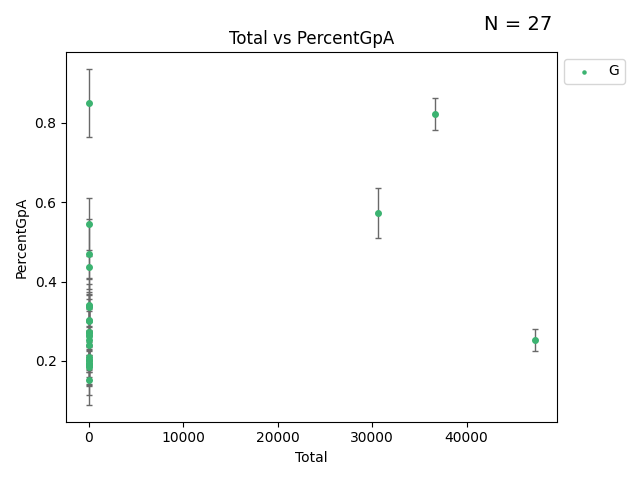 N = 27
Total vs PercentGpA
G
PercentGpA
0.8
0.6
0.4
0.2
0 10000 20000 30000 40000
Total